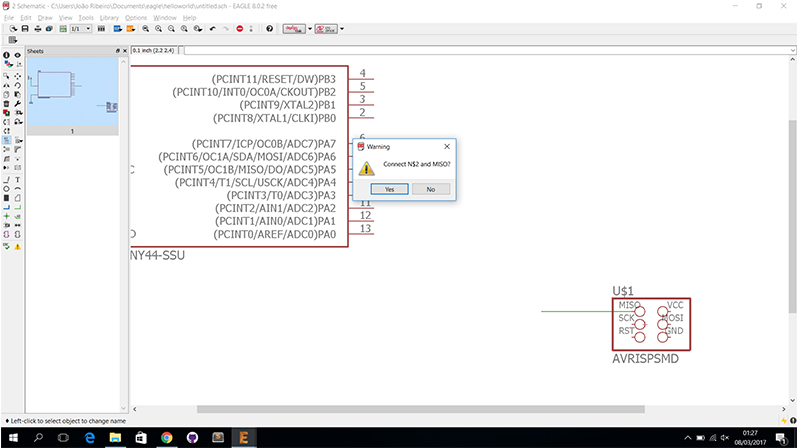 2 Schematic - C:\Users\João Ribeiro\Documents\eagle\helloworld\untitled.sch - EAGLE 8.0.2 free
File Edit Draw View Tools Library Options Window Help
1/1
Sheets
0.1 inch (2.2 2.4)
1
(PCINT11/RESET/DW)PB3 4
(PCINT10/INT0/OC0A/CKOUT)PB2 5
(PCINT9/XTAL2)PB1 3
(PCINT8/XTAL1/CLKI)PB0 2
(PCINT7/ICP/OC0B/ADC7)PA7 6
(PCINT6/OC1A/SDA/MOSI/ADC6)PA6
(PCINT5/OC1B/MISO/DO/ADC5)PA5
(PCINT4/T1/SCL/USCK/ADC4)PA4
(PCINT3/T0/ADC3)PA3
(PCINT2/AIN1/ADC2)PA2 11
(PCINT1/AIN0/ADC1)PA1 12
(PCINT0/AREF/ADC0)PA0 13
NY44-SSU
Warning
Connect N$2 and MISO?
Yes No
U$1
MISO VCC
SCK MOSI
RST GND
AVRISPSMD
Left-click to select object to change name
01:27
08/03/2017